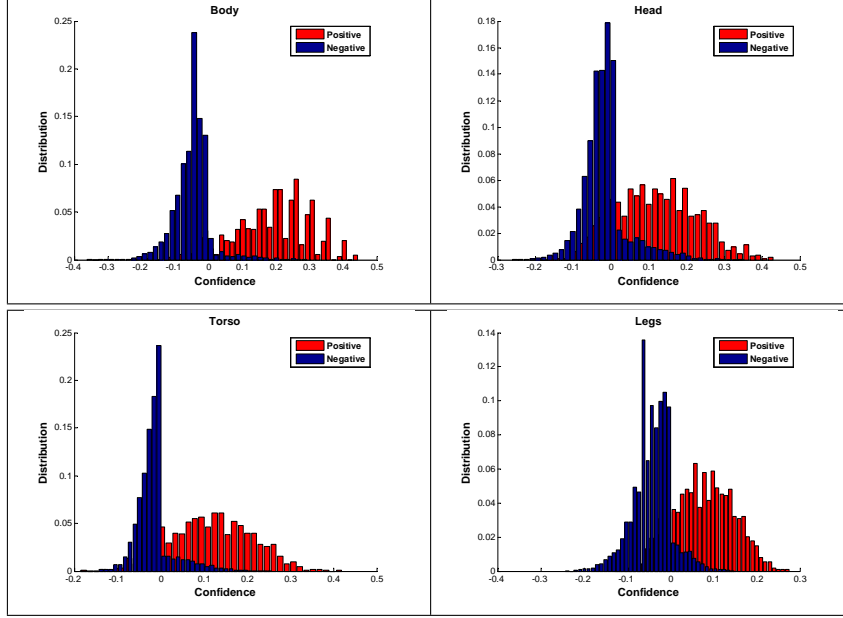 Body
0.25
0.2
0.15
0.1
0.05
0
-0.4 -0.3 -0.2 -0.1 0 0.1 0.2 0.3 0.4 0.5
Distribution
Confidence
Positive
Negative
Head
0.18
0.16
0.14
0.12
0.1
0.08
0.06
0.04
0.02
0
-0.3 -0.2 -0.1 0 0.1 0.2 0.3 0.4 0.5
Distribution
Confidence
Positive
Negative
Torso
0.25
0.2
0.15
0.1
0.05
0
-0.2 -0.1 0 0.1 0.2 0.3 0.4 0.5
Distribution
Confidence
Positive
Negative
Legs
0.14
0.12
0.1
0.08
0.06
0.04
0.02
0
-0.4 -0.3 -0.2 -0.1 0 0.1 0.2 0.3
Distribution
Confidence
Positive
Negative